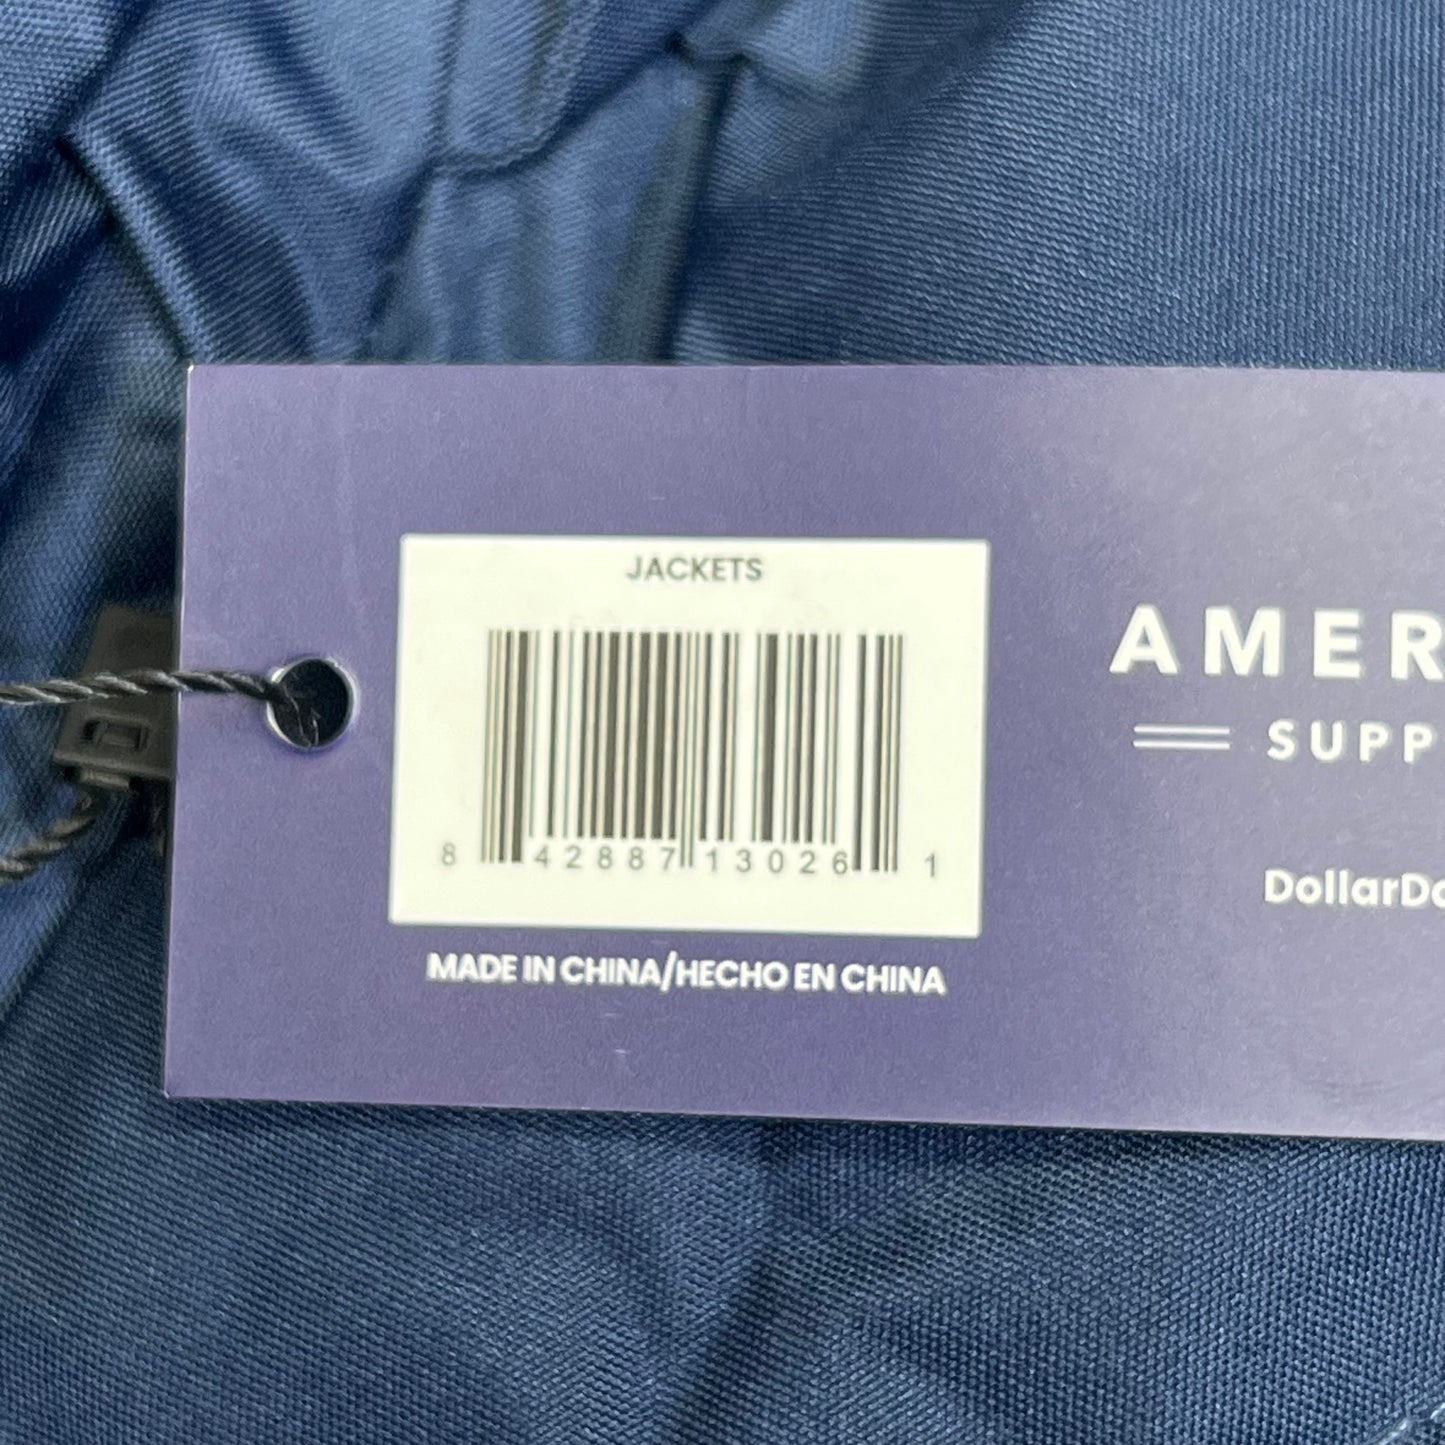 JACKETS
8 42887 13026 1
MADE IN CHINA/HECHO EN CHINA
AMER
SUPP
DollarDo